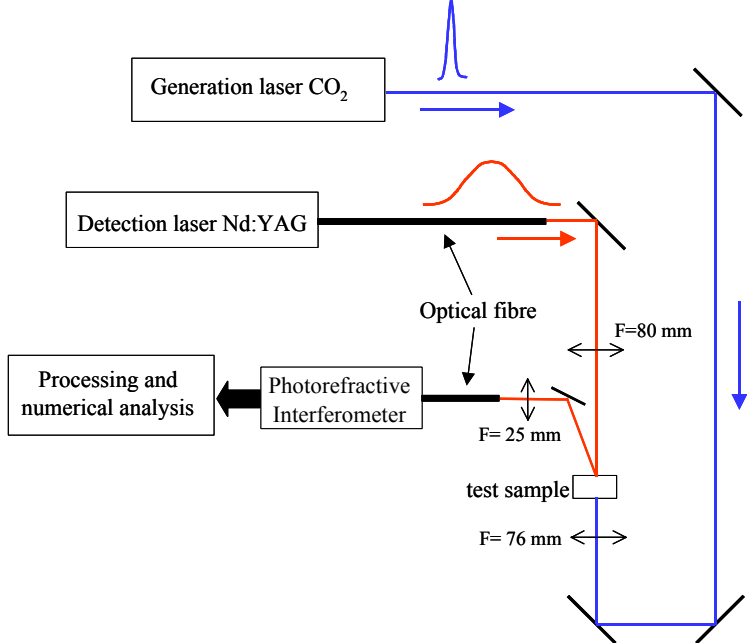 Generation laser CO2
Detection laser Nd:YAG
Optical fibre
F=80 mm
Processing and
numerical analysis
Photorefractive
Interferometer
F= 25 mm
test sample
F= 76 mm